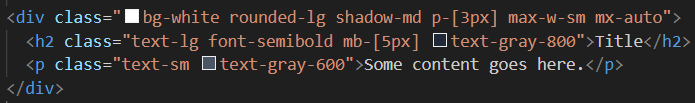 <div class="bg-white rounded-lg shadow-md p-[3px] max-w-sm mx-auto">
<h2 class="text-lg font-semibold mb-[5px] text-gray-800">Title</h2>
<p class="text-sm text-gray-600">Some content goes here.</p>
</div>